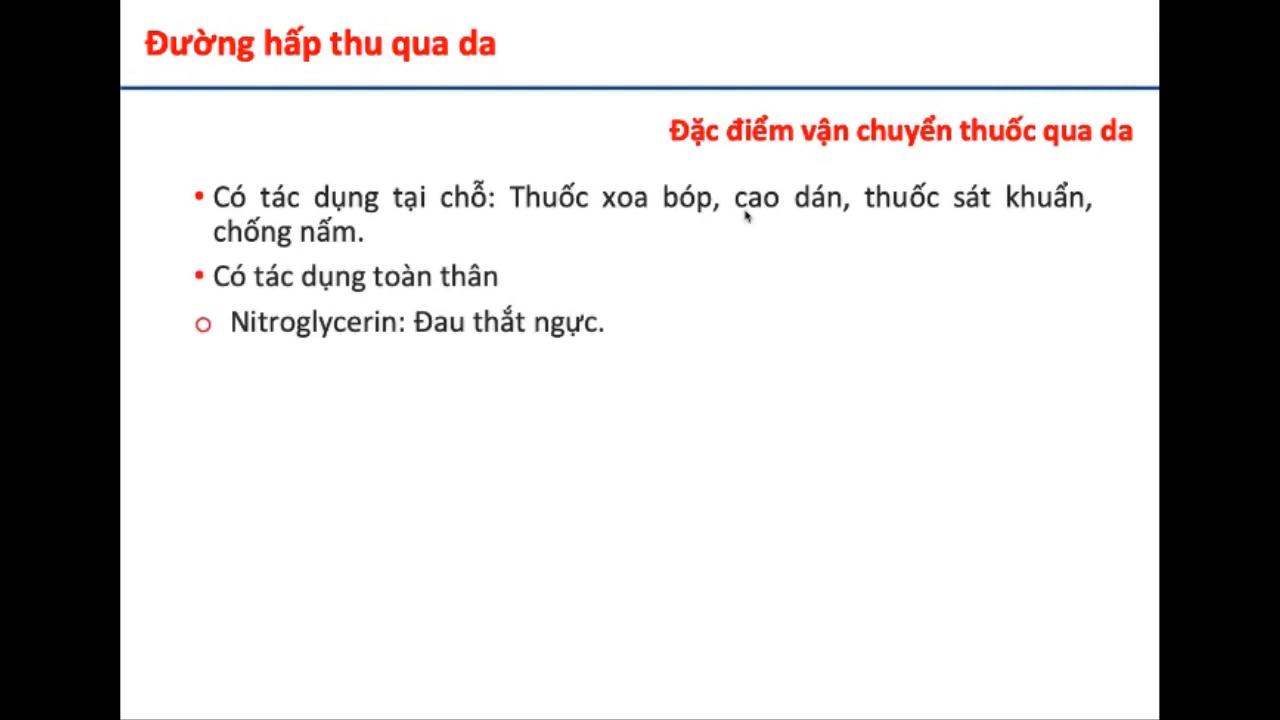 Đường hấp thu qua da
Đặc điểm vận chuyển thuốc qua da
• Có tác dụng tại chỗ: Thuốc xoa bóp, cao dán, thuốc sát khuẩn,
chống nấm.
• Có tác dụng toàn thân
o Nitroglycerin: Đau thắt ngực.